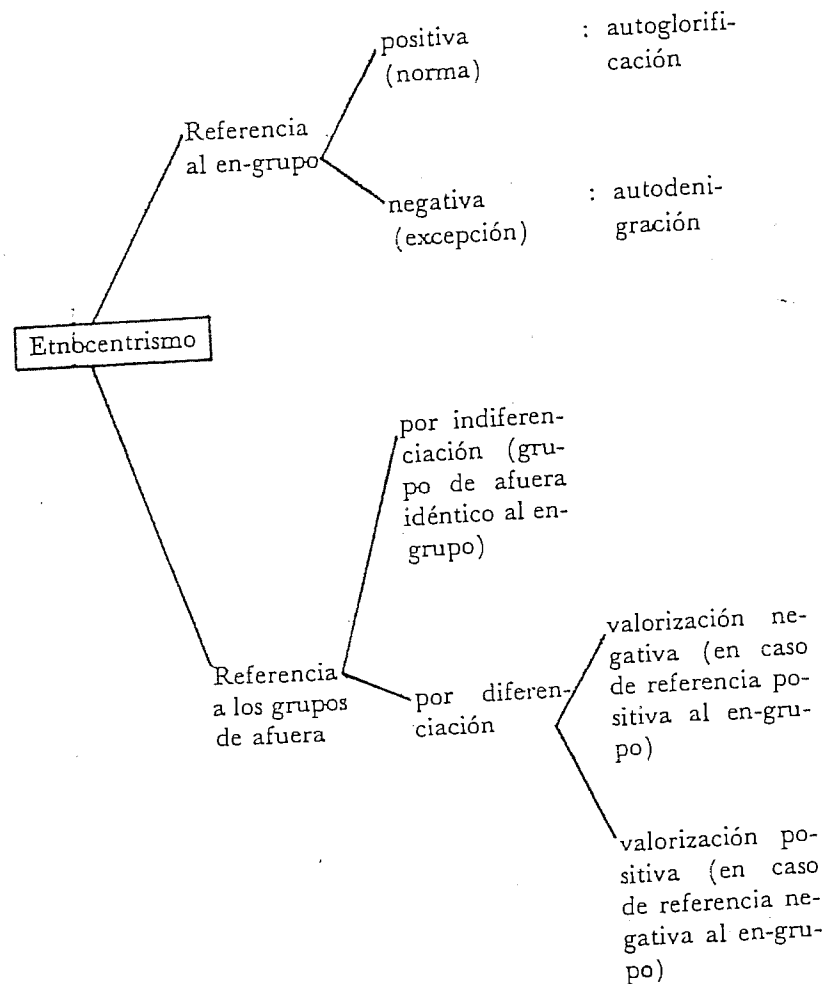 positiva : autoglorifi-
(norma) cación
Referencia
al en-grupo
negativa : autodeni-
(excepción) gración
Etnocentrismo
por indiferen-
ciación (gru-
po de afuera
idéntico al en-
grupo)
Referencia
a los grupos
de afuera
por diferen-
ciación
valorización ne-
gativa (en caso
de referencia po-
sitiva al en-gru-
po)
valorización po-
sitiva (en caso
de referencia ne-
gativa al en-gru-
po)